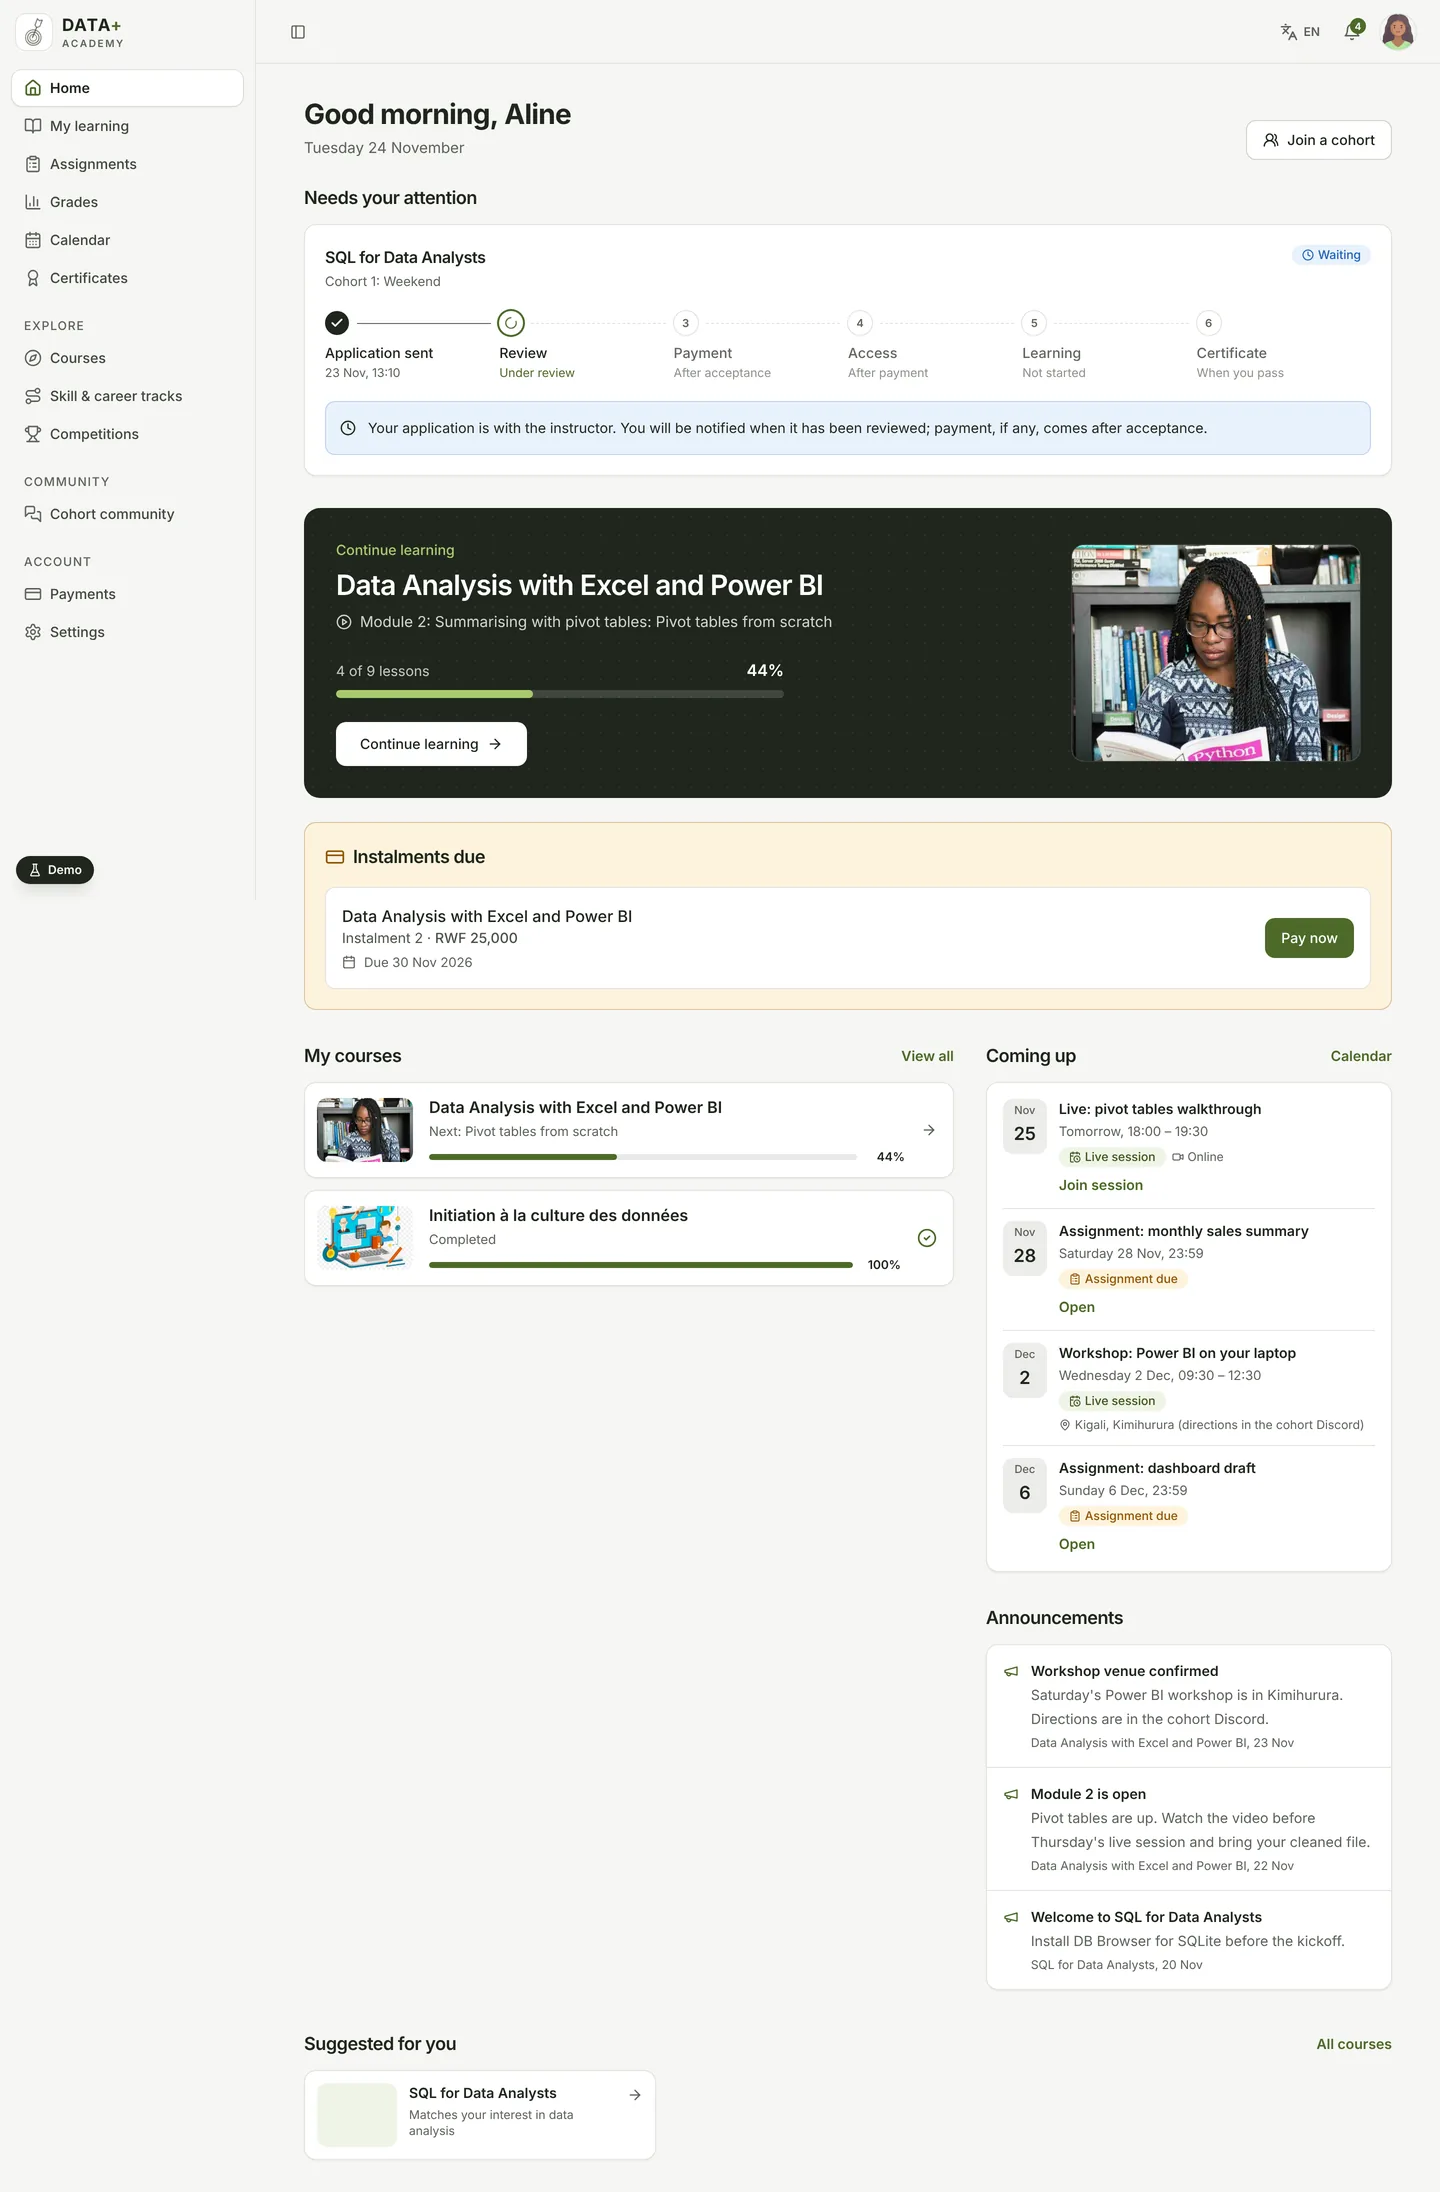 DATA+
ACADEMY
Home
My learning
Assignments
Grades
Calendar
Certificates
EXPLORE
Courses
Skill & career tracks
Competitions
COMMUNITY
Cohort community
ACCOUNT
Payments
Settings
Demo
EN
4
Good morning, Aline
Tuesday 24 November
Join a cohort
Needs your attention
SQL for Data Analysts
Waiting
Cohort 1: Weekend
3
4
5
6
Application sent
23 Nov, 13:10
Review
Under review
Payment
After acceptance
Access
After payment
Learning
Not started
Certificate
When you pass
Your application is with the instructor. You will be notified when it has been reviewed; payment, if any, comes after acceptance.
Continue learning
Data Analysis with Excel and Power BI
Module 2: Summarising with pivot tables: Pivot tables from scratch
4 of 9 lessons
44%
Continue learning
Python
Instalments due
Data Analysis with Excel and Power BI
Instalment 2 · RWF 25,000
Due 30 Nov 2026
Pay now
My courses
View all
Data Analysis with Excel and Power BI
Next: Pivot tables from scratch
44%
Initiation à la culture des données
Completed
100%
Coming up
Calendar
Nov
25
Live: pivot tables walkthrough
Tomorrow, 18:00 – 19:30
Live session
Online
Join session
Nov
28
Assignment: monthly sales summary
Saturday 28 Nov, 23:59
Assignment due
Open
Dec
2
Workshop: Power BI on your laptop
Wednesday 2 Dec, 09:30 – 12:30
Live session
Kigali, Kimihurura (directions in the cohort Discord)
Dec
6
Assignment: dashboard draft
Sunday 6 Dec, 23:59
Assignment due
Open
Announcements
Workshop venue confirmed
Saturday's Power BI workshop is in Kimihurura.
Directions are in the cohort Discord.
Data Analysis with Excel and Power BI, 23 Nov
Module 2 is open
Pivot tables are up. Watch the video before
Thursday's live session and bring your cleaned file.
Data Analysis with Excel and Power BI, 22 Nov
Welcome to SQL for Data Analysts
Install DB Browser for SQLite before the kickoff.
SQL for Data Analysts, 20 Nov
Suggested for you
All courses
SQL for Data Analysts
Matches your interest in data
analysis